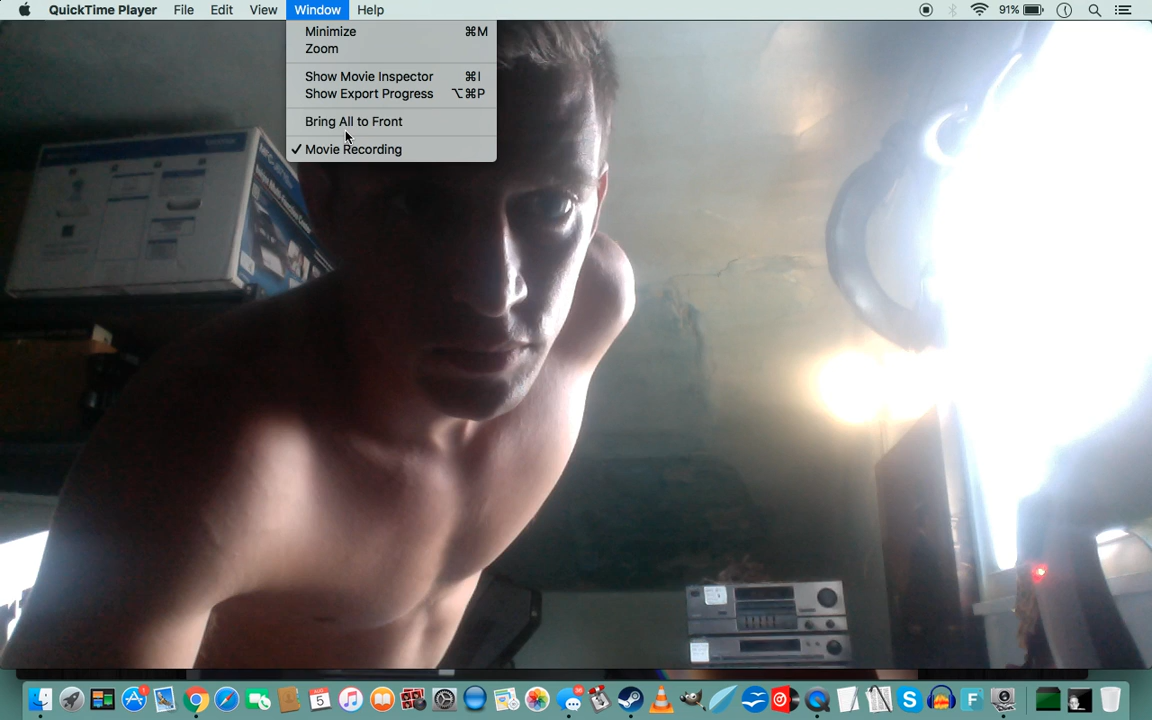 QuickTime Player File Edit View Window Help 91%
Minimize ⌘M
Zoom
Show Movie Inspector ⌘I
Show Export Progress ⌥⌘P
Bring All to Front
✓ Movie Recording